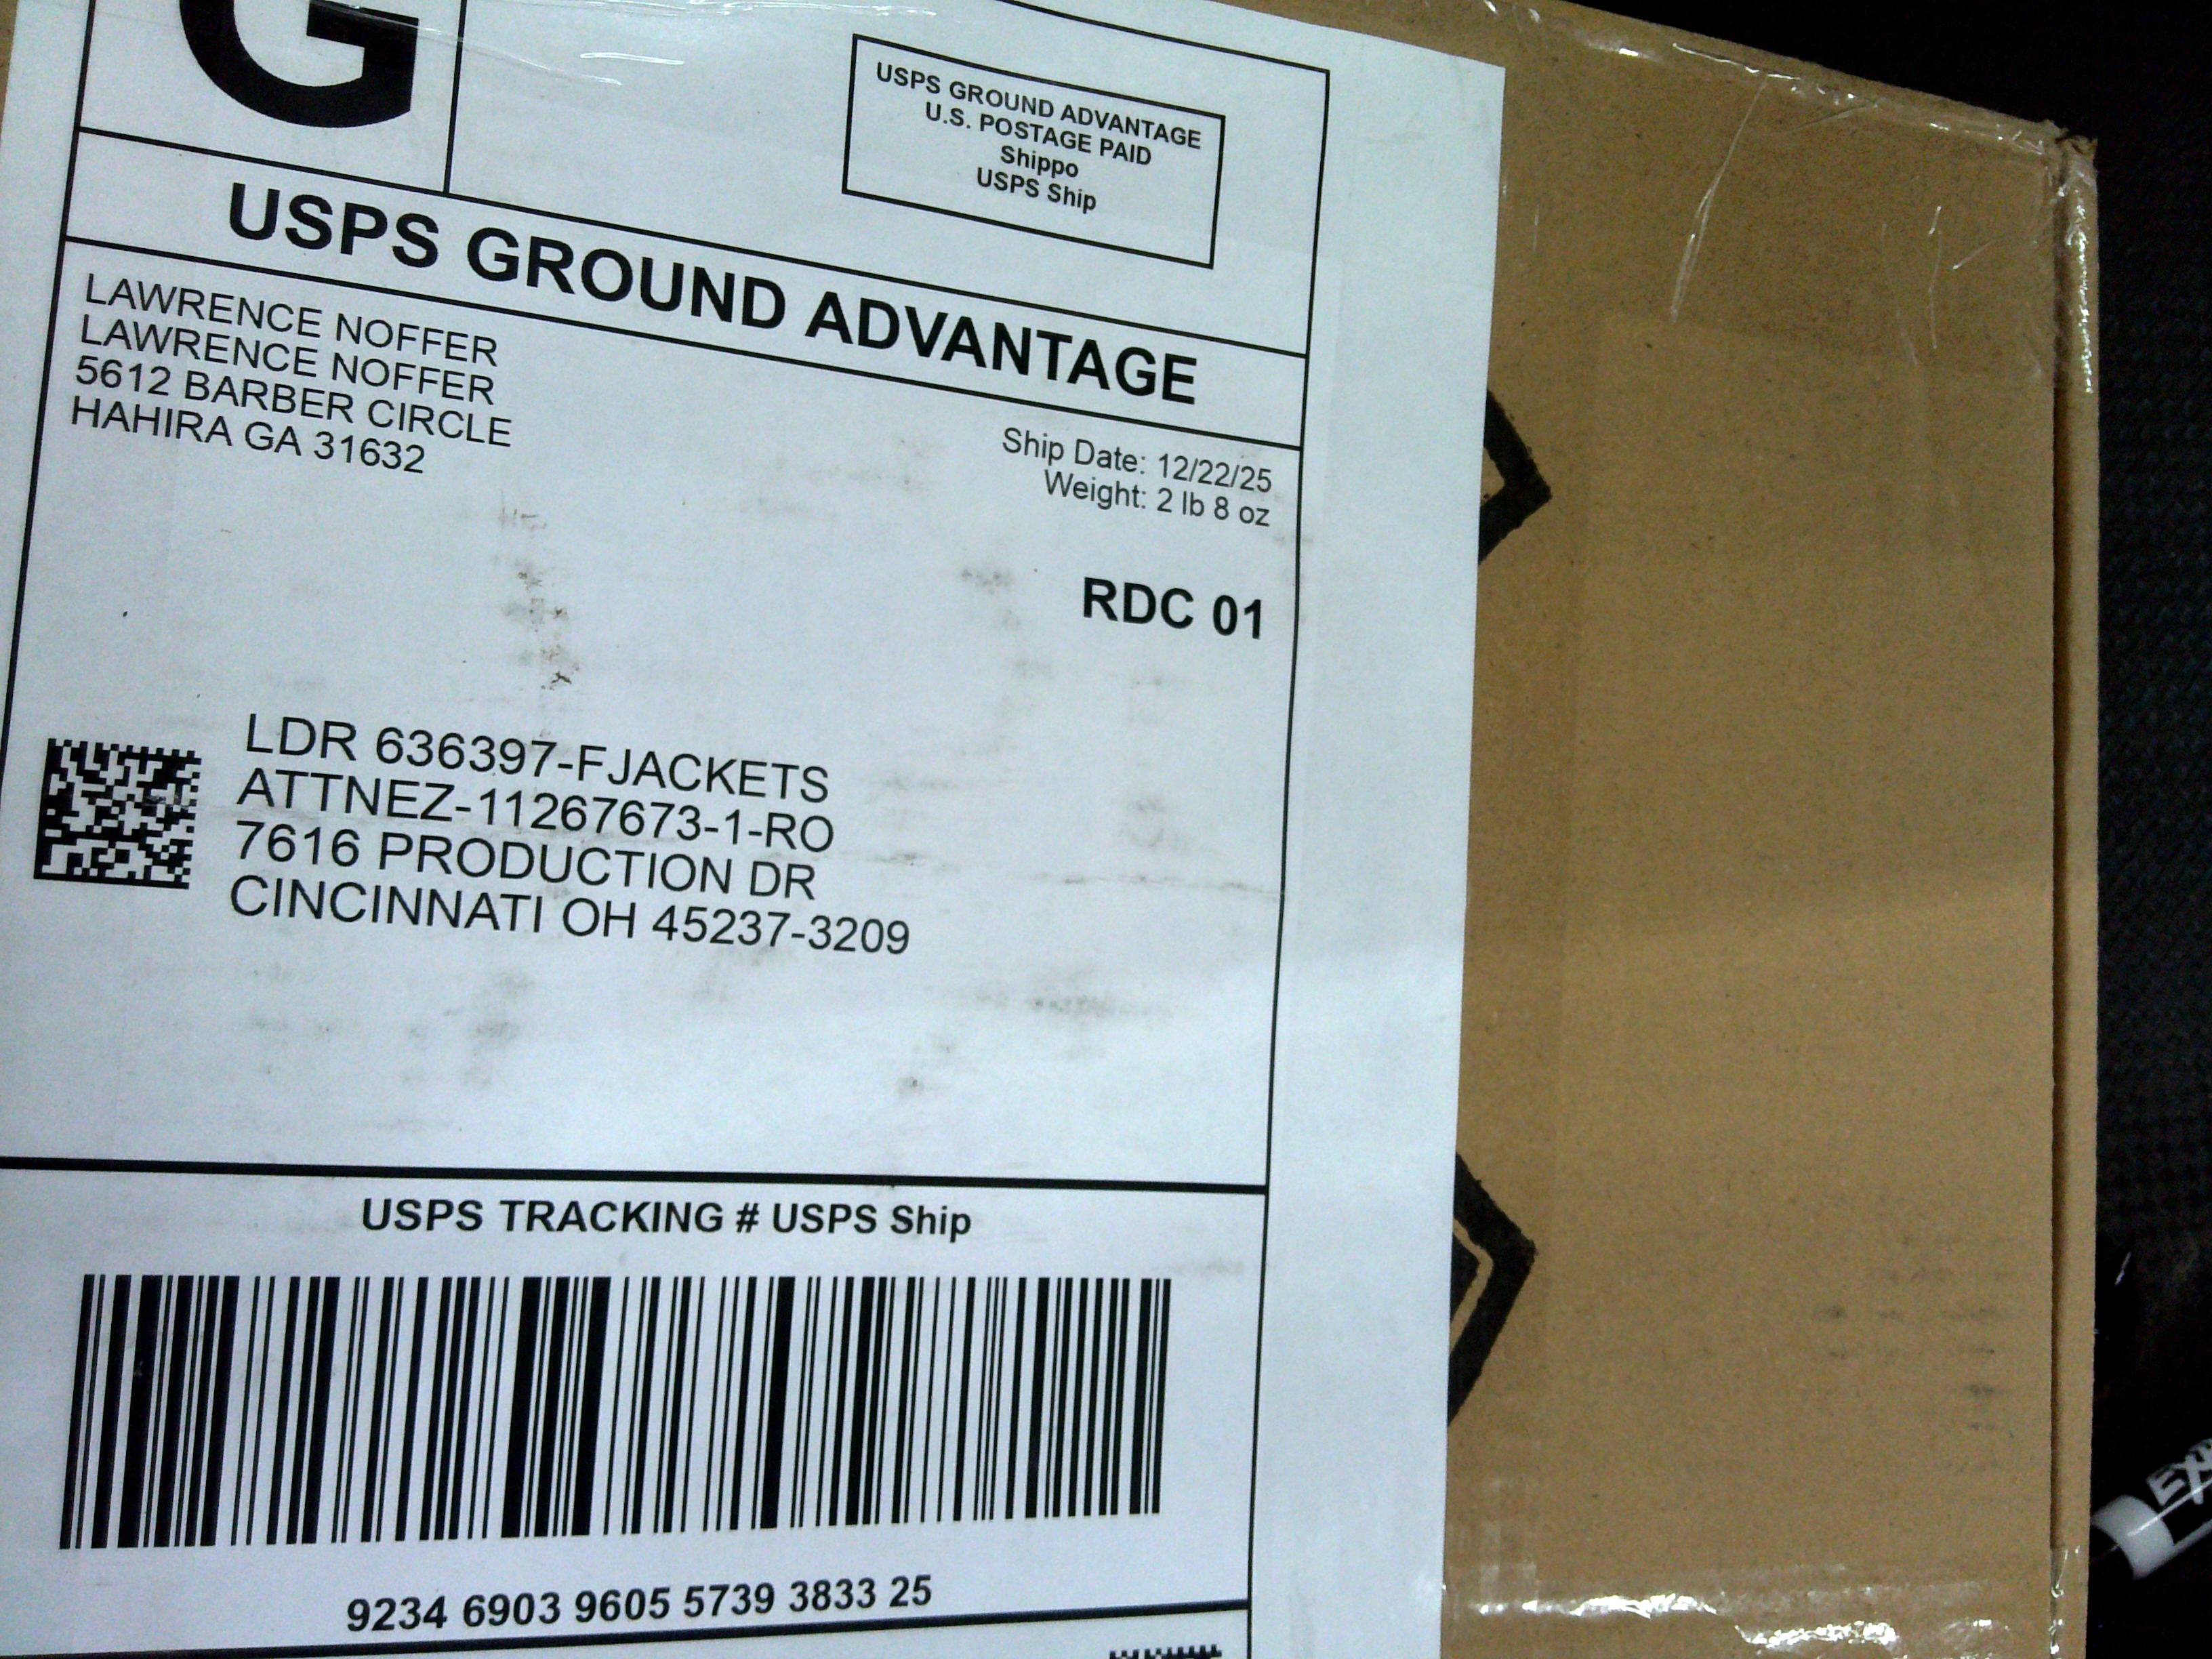 G
USPS GROUND ADVANTAGE
U.S. POSTAGE PAID
Shippo
USPS Ship
USPS GROUND ADVANTAGE
LAWRENCE NOFFER
LAWRENCE NOFFER
5612 BARBER CIRCLE
HAHIRA GA 31632
Ship Date: 12/22/25
Weight: 2 lb 8 oz
RDC 01
LDR 636397-FJACKETS
ATTNEZ-11267673-1-RO
7616 PRODUCTION DR
CINCINNATI OH 45237-3209
USPS TRACKING # USPS Ship
9234 6903 9605 5739 3833 25